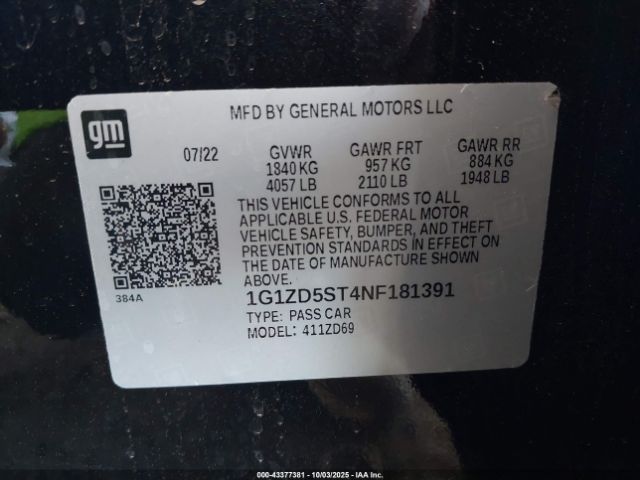 MFD BY GENERAL MOTORS LLC
gm
07/22 GVWR GAWR FRT GAWR RR
1840 KG 957 KG 884 KG
4057 LB 2110 LB 1948 LB
THIS VEHICLE CONFORMS TO ALL
APPLICABLE U.S. FEDERAL MOTOR
VEHICLE SAFETY, BUMPER, AND THEFT
PREVENTION STANDARDS IN EFFECT ON
THE DATE OF MANUFACTURE SHOWN
ABOVE.
384A
1G1ZD5ST4NF181391
TYPE: PASS CAR
MODEL: 411ZD69
000-43377381 - 10/03/2025 - IAA Inc.